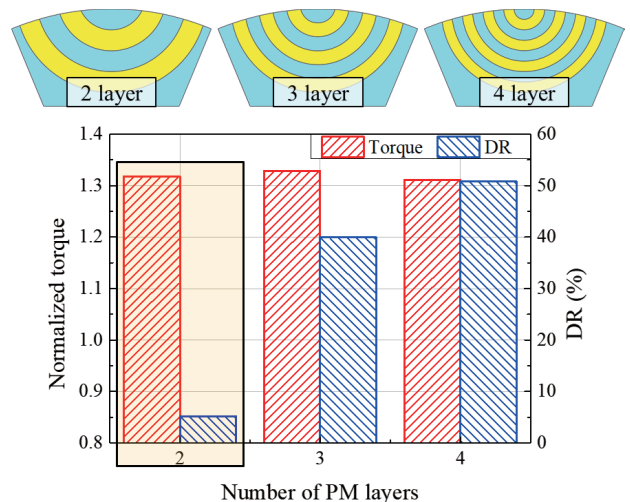 2 layer 3 layer 4 layer
1.4 60
Torque DR
1.3 50
1.2 40
1.1 30
1.0 20
0.9 10
0.8 0
Normalized torque
DR (%)
2 3 4
Number of PM layers